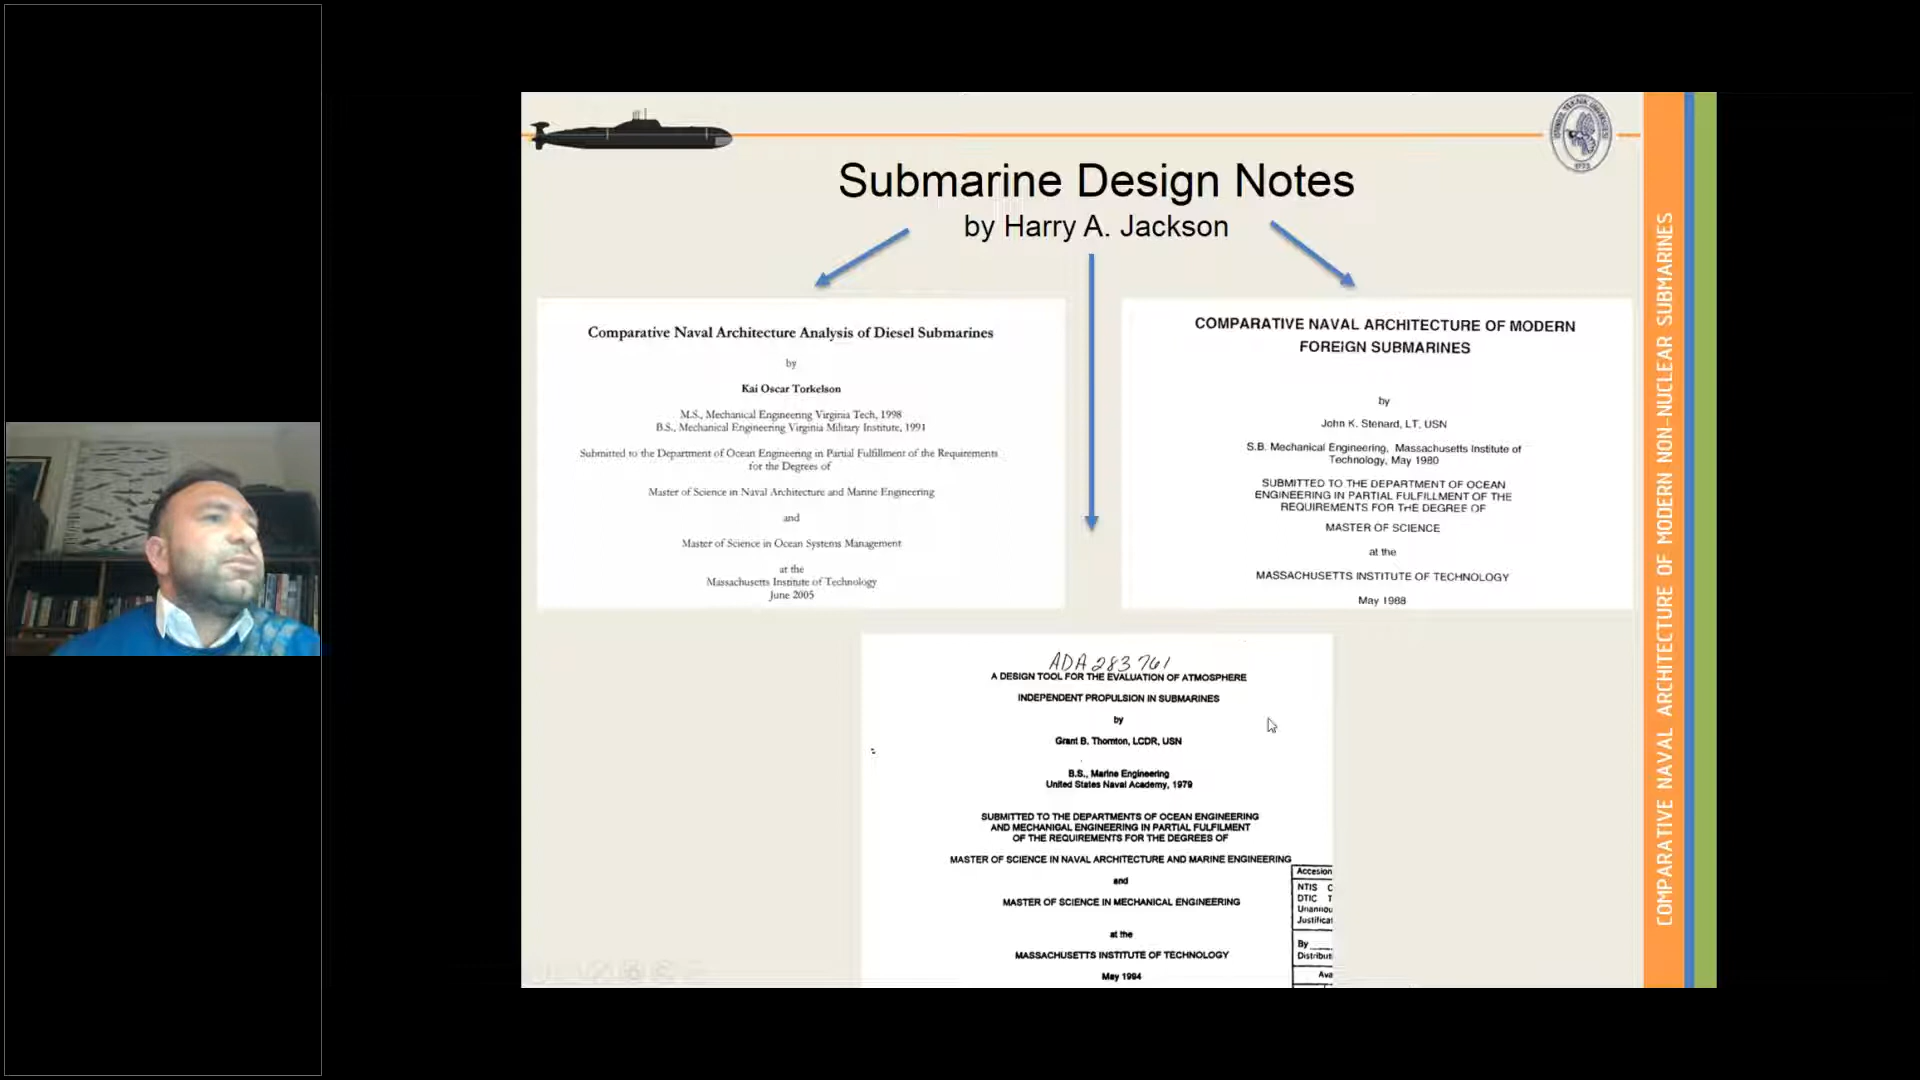 Submarine Design Notes
by Harry A. Jackson
Comparative Naval Architecture Analysis of Diesel Submarines
by
Kai Oscar Torkelson
M.S., Mechanical Engineering Virginia Tech, 1998
B.S., Mechanical Engineering Virginia Military Institute, 1991
Submitted to the Department of Ocean Engineering in Partial Fulfillment of the Requirements
for the Degrees of
Master of Science in Naval Architecture and Marine Engineering
and
Master of Science in Ocean Systems Management
at the
Massachusetts Institute of Technology
June 2005
COMPARATIVE NAVAL ARCHITECTURE OF MODERN
FOREIGN SUBMARINES
by
John K. Stenard, LT, USN
S.B. Mechanical Engineering, Massachusetts Institute of
Technology, May 1980
SUBMITTED TO THE DEPARTMENT OF OCEAN
ENGINEERING IN PARTIAL FULFILLMENT OF THE
REQUIREMENTS FOR THE DEGREE OF
MASTER OF SCIENCE
at the
MASSACHUSETTS INSTITUTE OF TECHNOLOGY
May 1988
ADA283761
A DESIGN TOOL FOR THE EVALUATION OF ATMOSPHERE
INDEPENDENT PROPULSION IN SUBMARINES
by
Grant B. Thornton, LCDR, USN
B.S., Marine Engineering
United States Naval Academy, 1979
SUBMITTED TO THE DEPARTMENTS OF OCEAN ENGINEERING
AND MECHANICAL ENGINEERING IN PARTIAL FULFILMENT
OF THE REQUIREMENTS FOR THE DEGREES OF
MASTER OF SCIENCE IN NAVAL ARCHITECTURE AND MARINE ENGINEERING
and
MASTER OF SCIENCE IN MECHANICAL ENGINEERING
at the
MASSACHUSETTS INSTITUTE OF TECHNOLOGY
May 1994
Accesion
NTIS C
DTIC T
Unannou
Justificat
By
Distribut
Ava
COMPARATIVE NAVAL ARCHITECTURE OF MODERN NON-NUCLEAR SUBMARINES